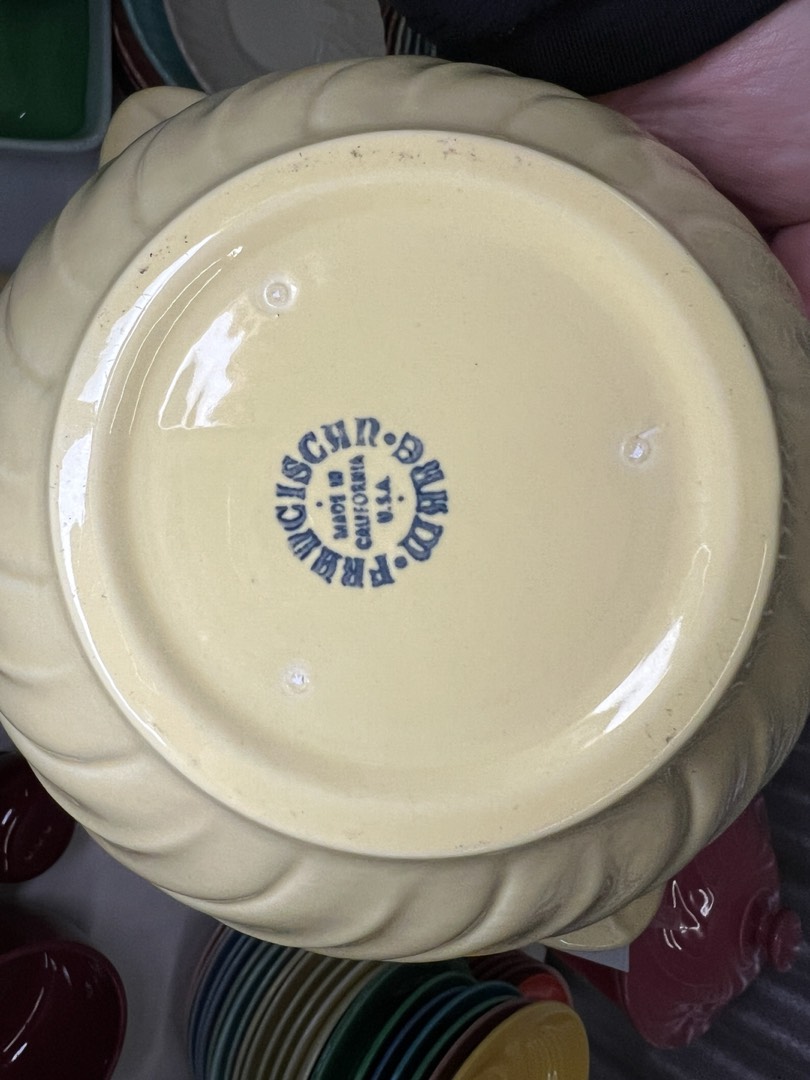 FRANCISCAN · WARE ·
MADE IN
CALIFORNIA
U.S.A.